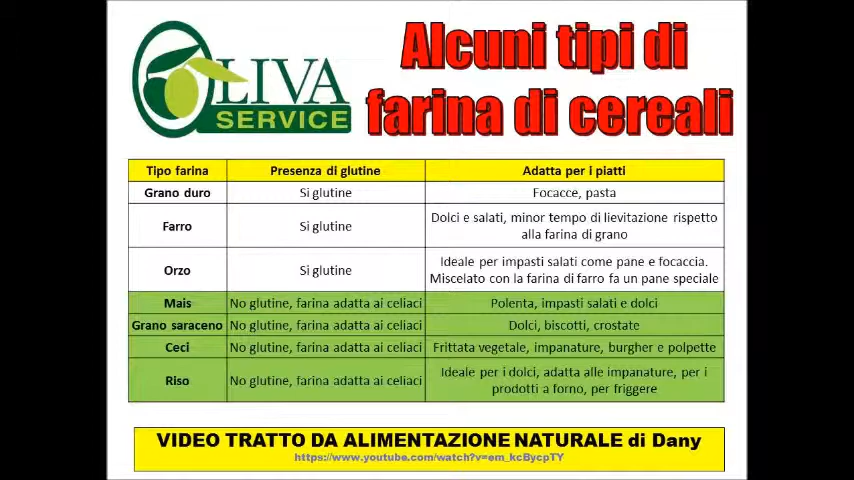 OLIVA
SERVICE
Alcuni tipi di
farina di cereali
Tipo farina Presenza di glutine Adatta per i piatti
Grano duro Si glutine Focacce, pasta
Farro Si glutine Dolci e salati, minor tempo di lievitazione rispetto
alla farina di grano
Orzo Si glutine Ideale per impasti salati come pane e focaccia.
Miscelato con la farina di farro fa un pane speciale
Mais No glutine, farina adatta ai celiaci Polenta, impasti salati e dolci
Grano saraceno No glutine, farina adatta ai celiaci Dolci, biscotti, crostate
Ceci No glutine, farina adatta ai celiaci Frittata vegetale, impanature, burgher e polpette
Riso No glutine, farina adatta ai celiaci Ideale per i dolci, adatta alle impanature, per i
prodotti a forno, per friggere
VIDEO TRATTO DA ALIMENTAZIONE NATURALE di Dany
https://www.youtube.com/watch?v=em_kcBycpTY